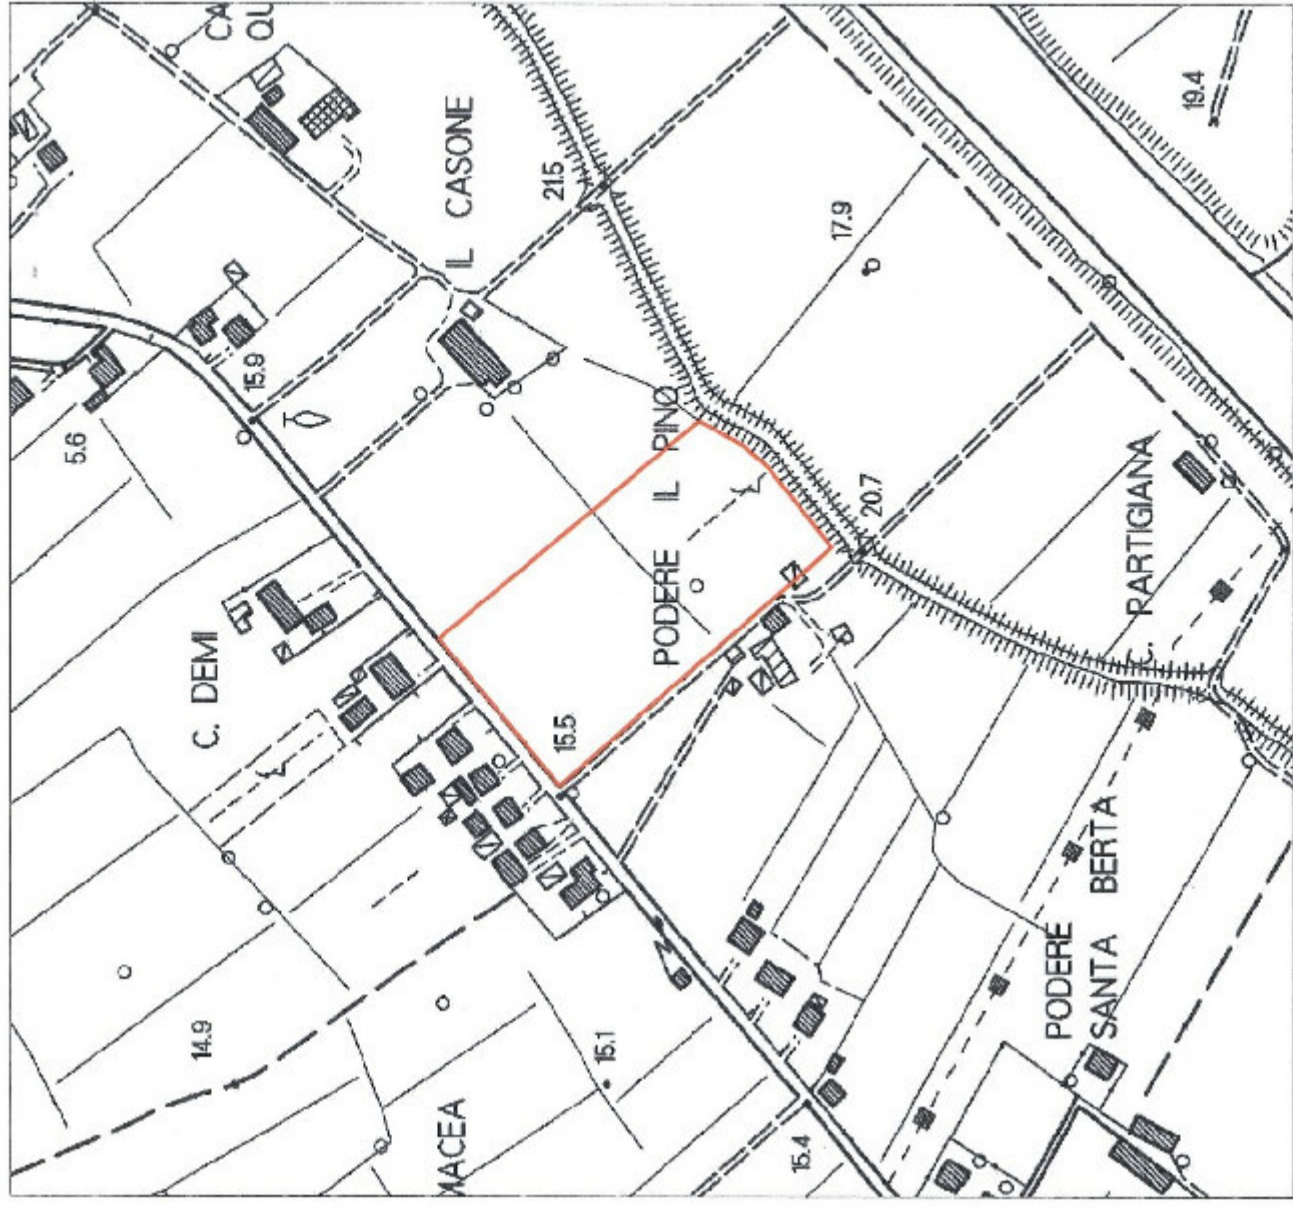 CA
QU
IL CASONE
21.5
19.4
17.9
15.9
5.6
PODERE IL PINO
20.7
C. PARTIGIANA
C. DEMI
15.5
14.9
15.1
MACEA
15.4
PODERE
SANTA BERTA